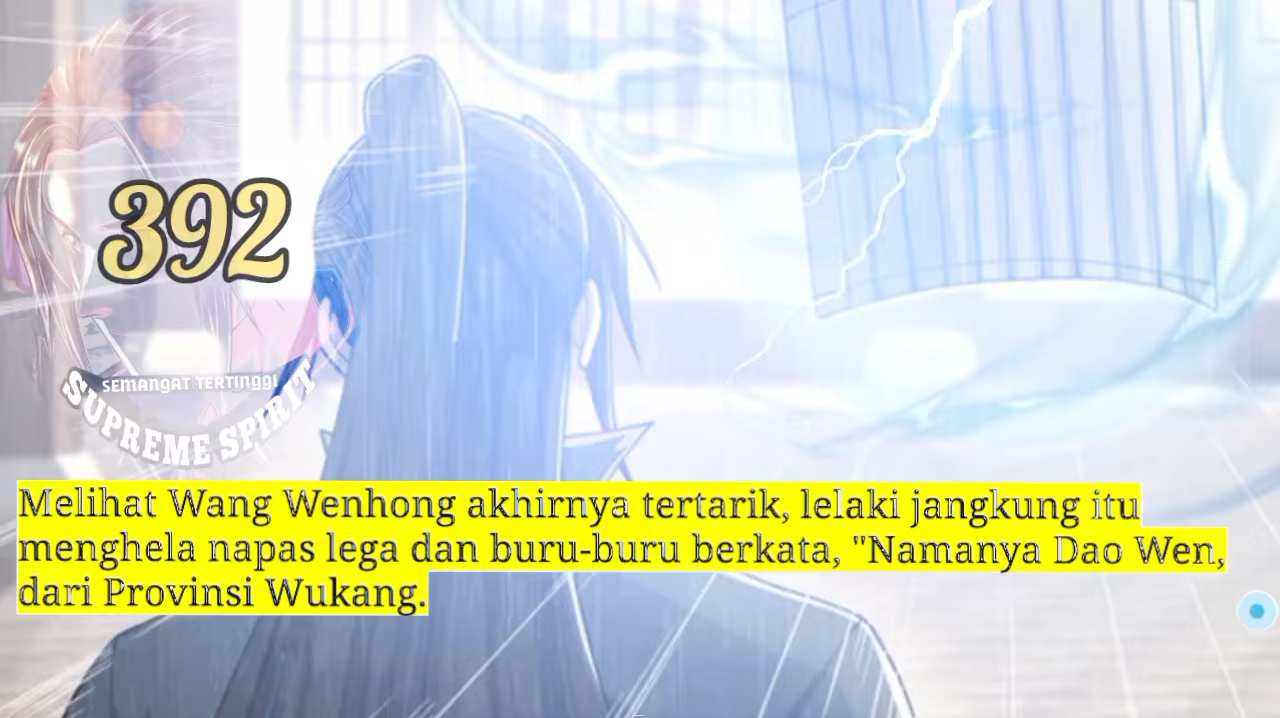 392
SEMANGAT TERTINGGI
SUPREME SPIRIT
Melihat Wang Wenhong akhirnya tertarik, lelaki jangkung itu
menghela napas lega dan buru-buru berkata, "Namanya Dao Wen,
dari Provinsi Wukang.